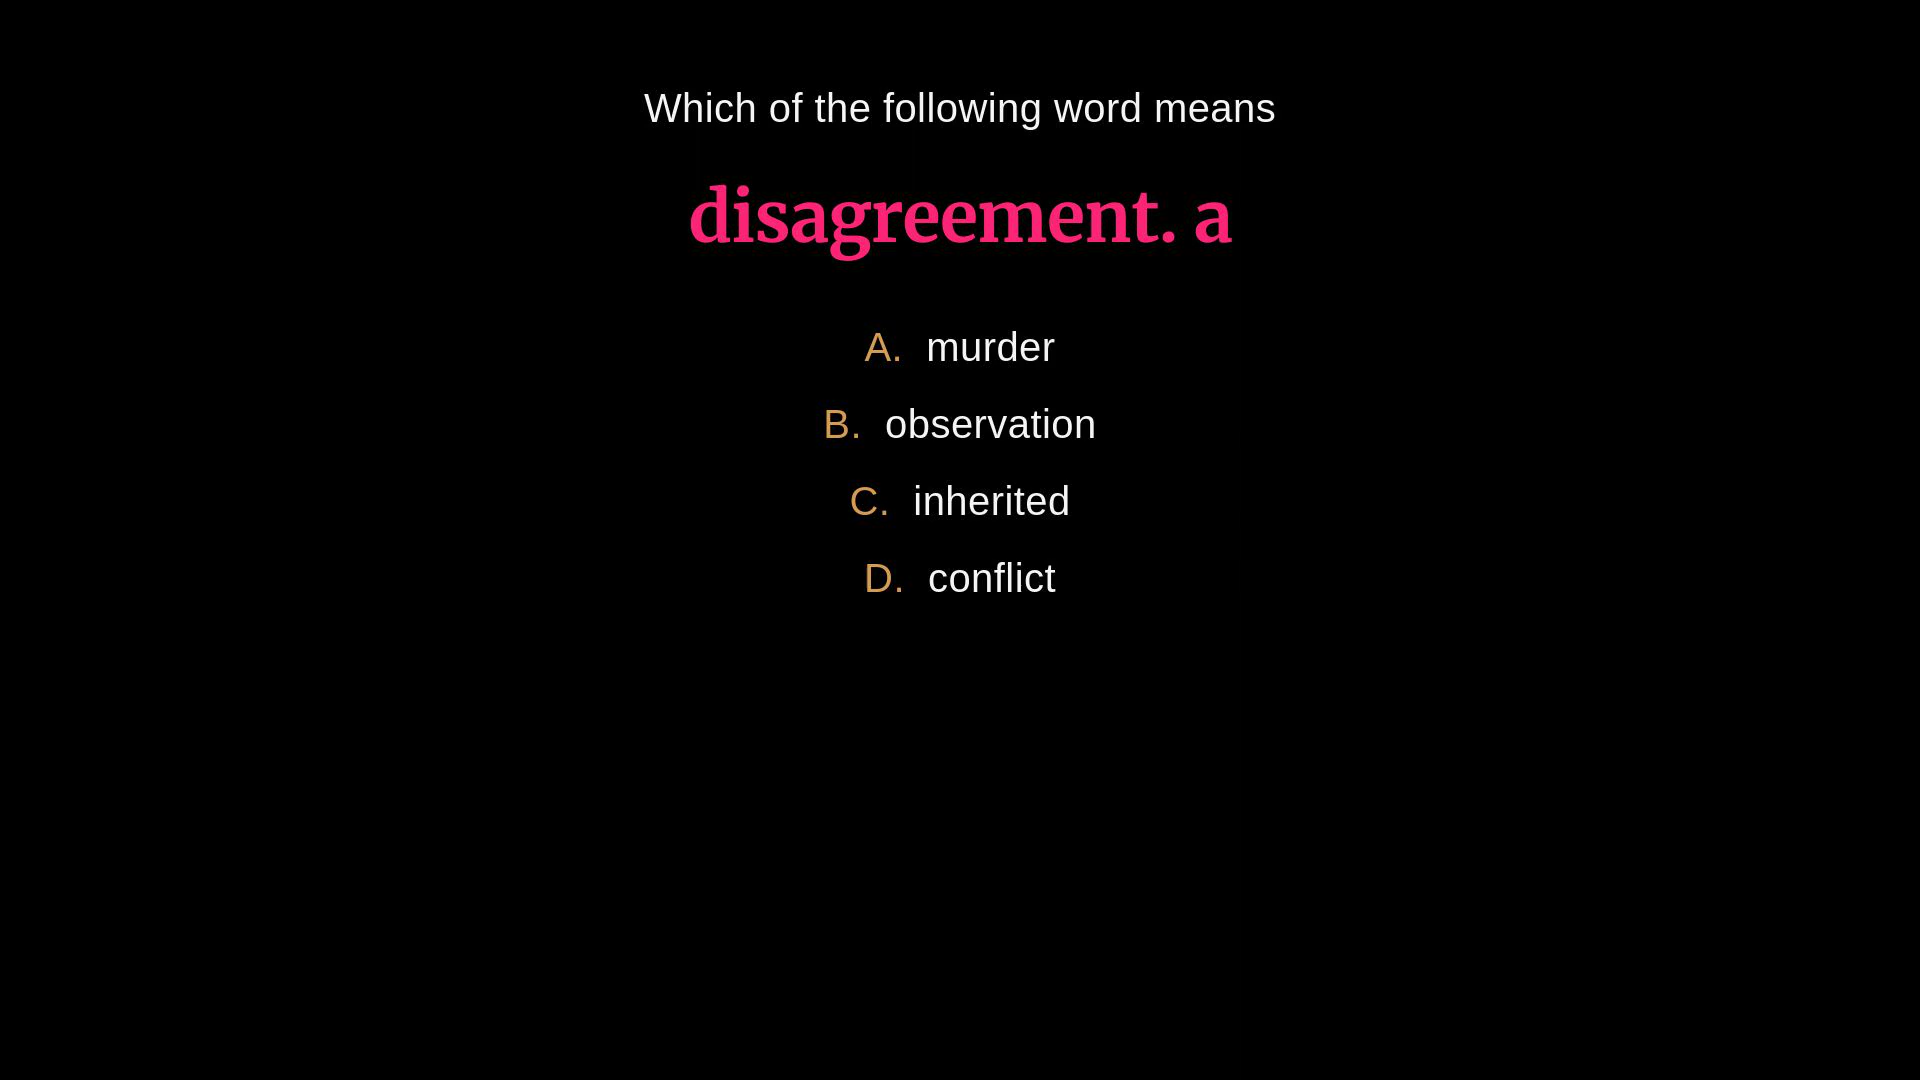 Which of the following word means
disagreement. a
A. murder
B. observation
C. inherited
D. conflict